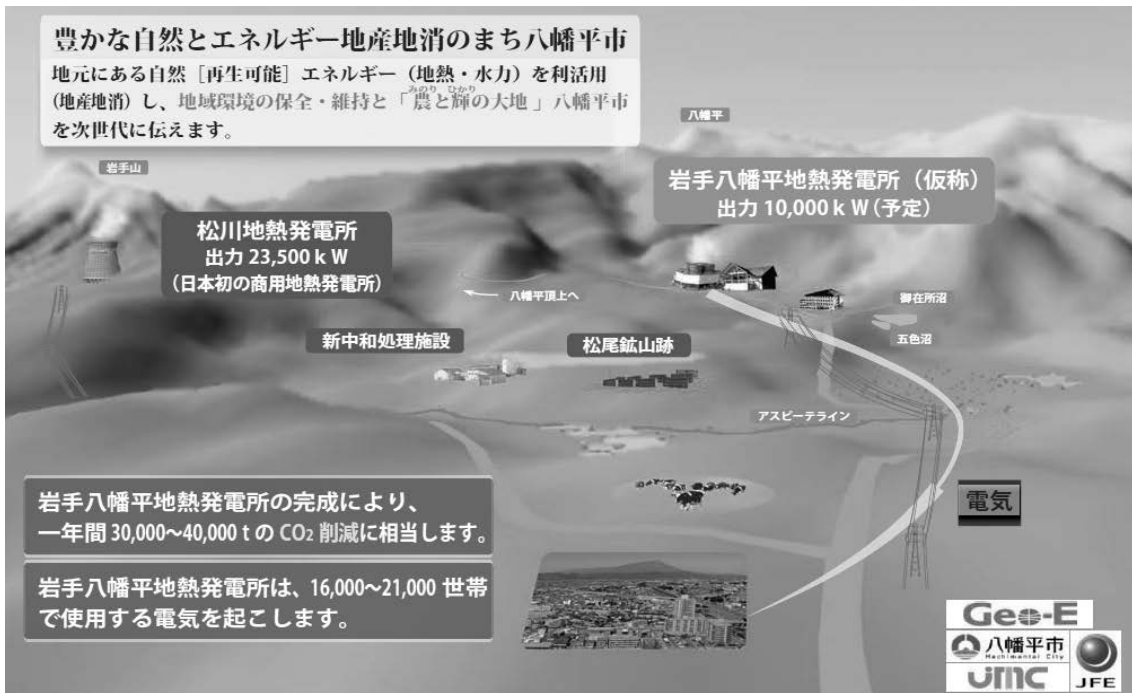 豊かな自然とエネルギー地産地消のまち八幡平市
地元にある自然［再生可能］エネルギー（地熱・水力）を利活用
(地産地消)し、地域環境の保全・維持と「農と輝の大地」八幡平市
みのり ひかり
を次世代に伝えます。
八幡平
岩手山
岩手八幡平地熱発電所（仮称）
出力 10,000ｋＷ(予定）
松川地熱発電所
出力 23,500ｋＷ
(日本初の商用地熱発電所）
八幡平頂上へ
御在所沼
五色沼
新中和処理施設
松尾鉱山跡
アスピーテライン
岩手八幡平地熱発電所の完成により、
一年間 30,000～40,000 t の CO₂ 削減に相当します。
電気
岩手八幡平地熱発電所は、16,000～21,000 世帯
で使用する電気を起こします。
Geo-E
八幡平市
Hachimantai City
JMC
JFE